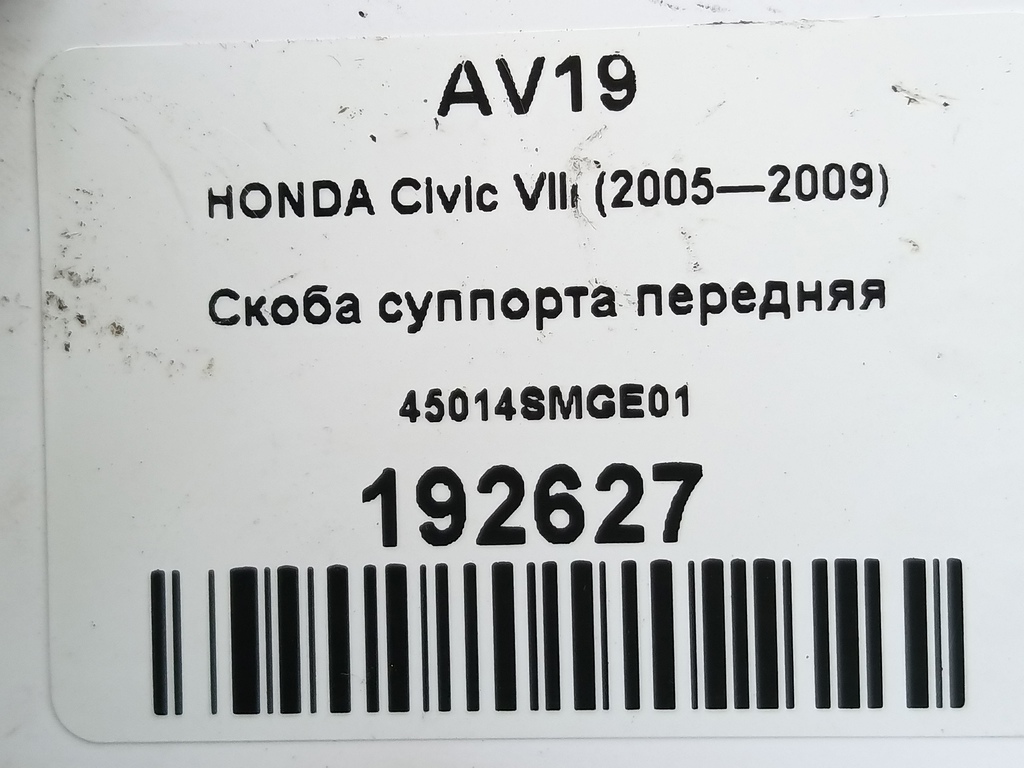 AV19
HONDA Civic VIII (2005—2009)
Скоба суппорта передняя
45014SMGE01
192627